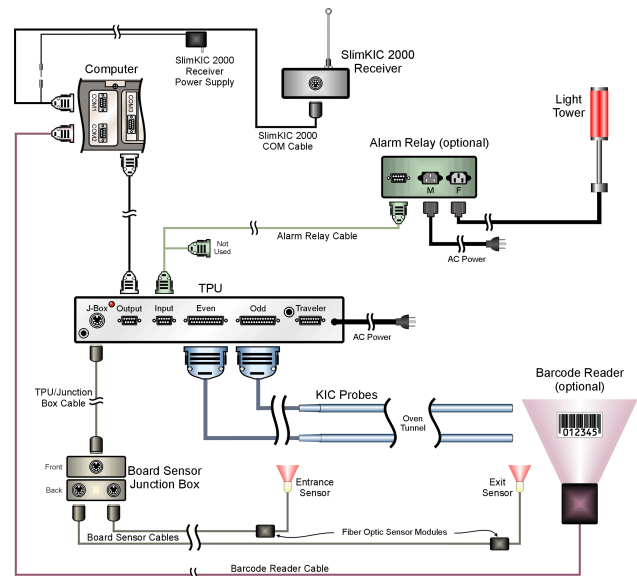 SlimKIC 2000
Receiver
Power Supply
SlimKIC 2000
Receiver
Computer
COM1
COM2
COM3
SlimKIC 2000
COM Cable
Light
Tower
Alarm Relay (optional)
M
F
Alarm Relay Cable
Not
Used
AC Power
TPU
J-Box
Output
Input
Even
Odd
Traveler
AC Power
TPU/Junction
Box Cable
KIC Probes
Oven
Tunnel
Barcode Reader
(optional)
012345
Front
Back
Board Sensor
Junction Box
Entrance
Sensor
Exit
Sensor
Board Sensor Cables
Fiber Optic Sensor Modules
Barcode Reader Cable